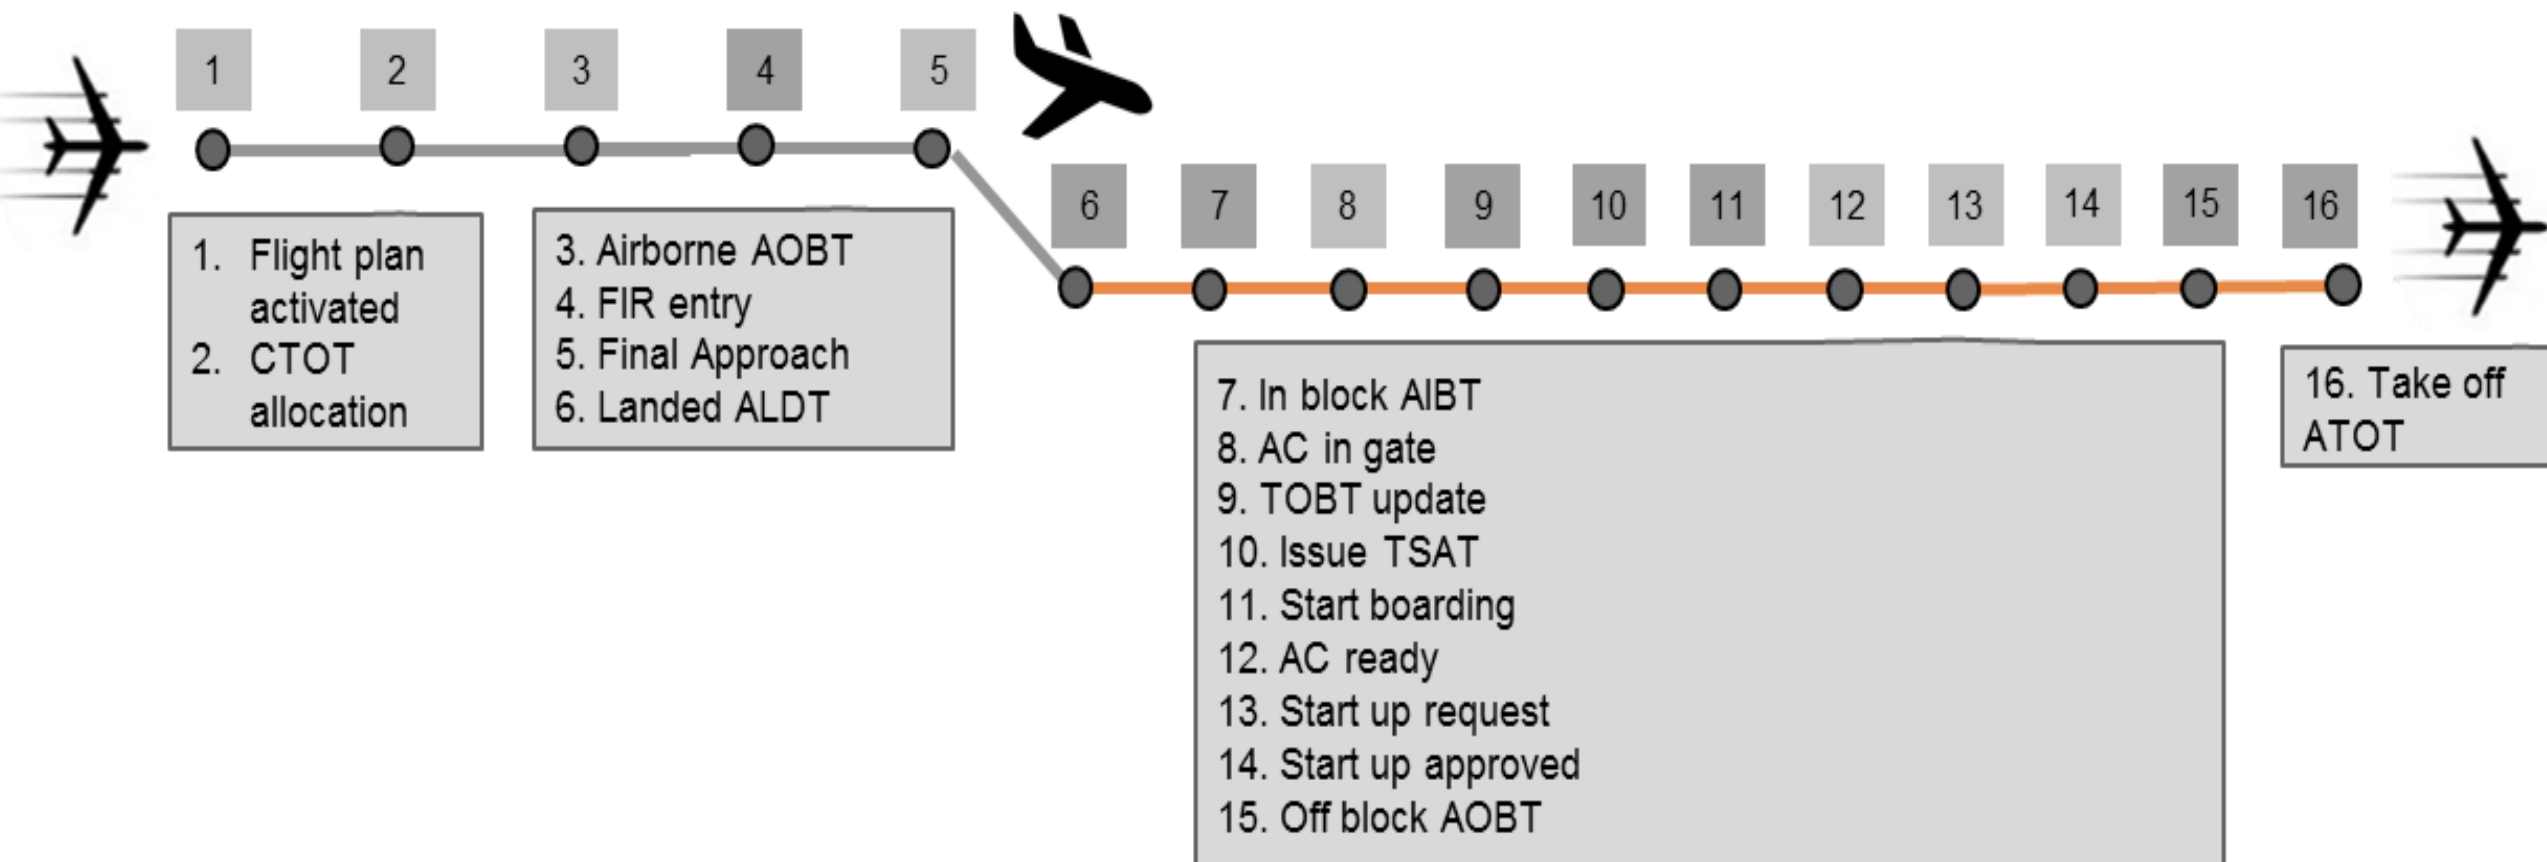 1
2
3
4
5
6
7
8
9
10
11
12
13
14
15
16
1. Flight plan
activated
2. CTOT
allocation
3. Airborne AOBT
4. FIR entry
5. Final Approach
6. Landed ALDT
7. In block AIBT
8. AC in gate
9. TOBT update
10. Issue TSAT
11. Start boarding
12. AC ready
13. Start up request
14. Start up approved
15. Off block AOBT
16. Take off
ATOT